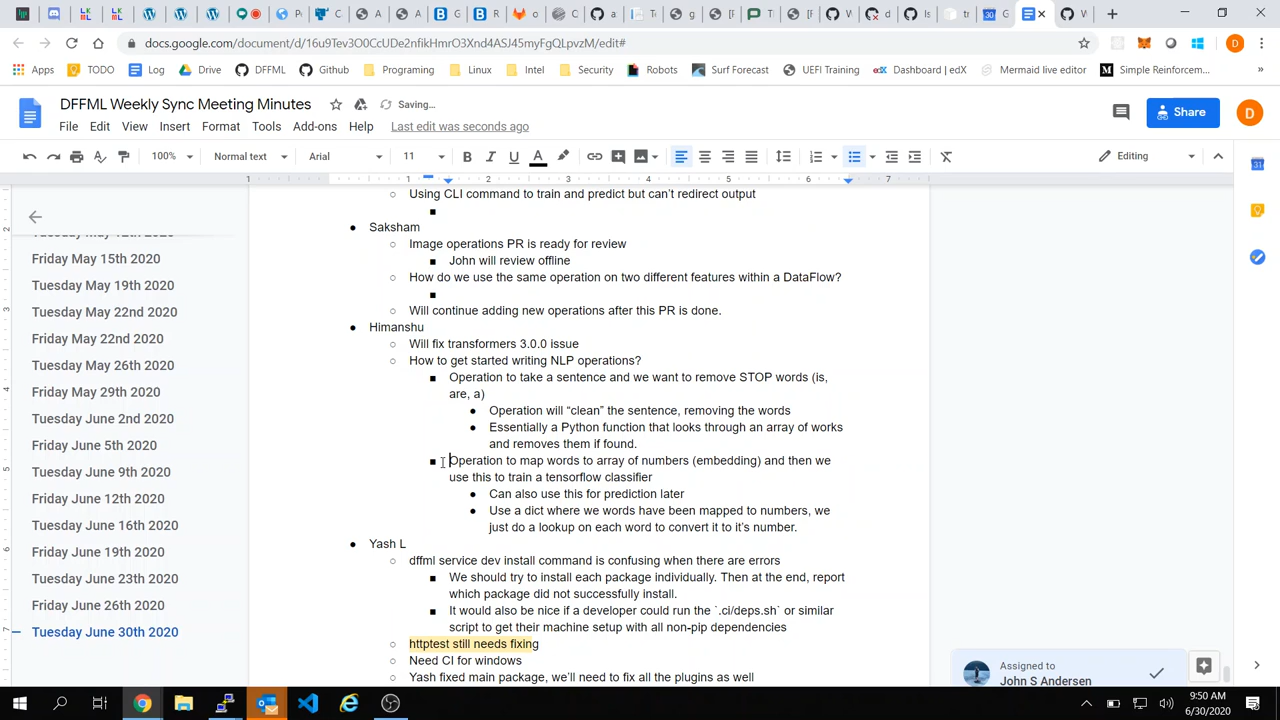 docs.google.com/document/d/16u9Tev3O0CcUDe2nfikHmrO3Xnd4ASJ45myFgQLpvzM/edit#
Apps TODO Log Drive DFFML Github Programing Linux Intel Security Robots Surf Forecast UEFI Training Dashboard | edX Mermaid live editor Simple Reinforcem...
DFFML Weekly Sync Meeting Minutes Saving...
File Edit View Insert Format Tools Add-ons Help Last edit was seconds ago
Share
100% Normal text Arial 11 Editing
1 1 2 3 4 5 6 7
Using CLI command to train and predict but can't redirect output
Saksham
Image operations PR is ready for review
John will review offline
How do we use the same operation on two different features within a DataFlow?
Will continue adding new operations after this PR is done.
Himanshu
Will fix transformers 3.0.0 issue
How to get started writing NLP operations?
Operation to take a sentence and we want to remove STOP words (is,
are, a)
Operation will “clean” the sentence, removing the words
Essentially a Python function that looks through an array of works
and removes them if found.
Operation to map words to array of numbers (embedding) and then we
use this to train a tensorflow classifier
Can also use this for prediction later
Use a dict where we words have been mapped to numbers, we
just do a lookup on each word to convert it to it's number.
Yash L
dffml service dev install command is confusing when there are errors
We should try to install each package individually. Then at the end, report
which package did not successfully install.
It would also be nice if a developer could run the `.ci/deps.sh` or similar
script to get their machine setup with all non-pip dependencies
httptest still needs fixing
Need CI for windows
Yash fixed main package, we'll need to fix all the plugins as well
Friday May 15th 2020
Tuesday May 19th 2020
Tuesday May 22nd 2020
Friday May 22nd 2020
Tuesday May 26th 2020
Friday May 29th 2020
Tuesday June 2nd 2020
Friday June 5th 2020
Tuesday June 9th 2020
Friday June 12th 2020
Tuesday June 16th 2020
Friday June 19th 2020
Tuesday June 23th 2020
Friday June 26th 2020
Tuesday June 30th 2020
Assigned to
John S Andersen
9:50 AM
6/30/2020